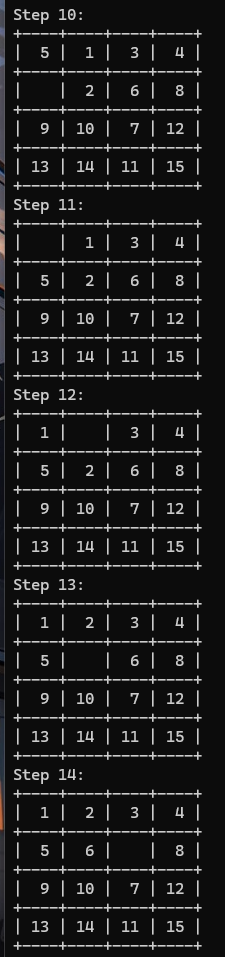 Step 10:
+----+----+----+----+
|  5 |  1 |  3 |  4 |
+----+----+----+----+
|    |  2 |  6 |  8 |
+----+----+----+----+
|  9 | 10 |  7 | 12 |
+----+----+----+----+
| 13 | 14 | 11 | 15 |
+----+----+----+----+
Step 11:
+----+----+----+----+
|    |  1 |  3 |  4 |
+----+----+----+----+
|  5 |  2 |  6 |  8 |
+----+----+----+----+
|  9 | 10 |  7 | 12 |
+----+----+----+----+
| 13 | 14 | 11 | 15 |
+----+----+----+----+
Step 12:
+----+----+----+----+
|  1 |    |  3 |  4 |
+----+----+----+----+
|  5 |  2 |  6 |  8 |
+----+----+----+----+
|  9 | 10 |  7 | 12 |
+----+----+----+----+
| 13 | 14 | 11 | 15 |
+----+----+----+----+
Step 13:
+----+----+----+----+
|  1 |  2 |  3 |  4 |
+----+----+----+----+
|  5 |    |  6 |  8 |
+----+----+----+----+
|  9 | 10 |  7 | 12 |
+----+----+----+----+
| 13 | 14 | 11 | 15 |
+----+----+----+----+
Step 14:
+----+----+----+----+
|  1 |  2 |  3 |  4 |
+----+----+----+----+
|  5 |  6 |    |  8 |
+----+----+----+----+
|  9 | 10 |  7 | 12 |
+----+----+----+----+
| 13 | 14 | 11 | 15 |
+----+----+----+----+